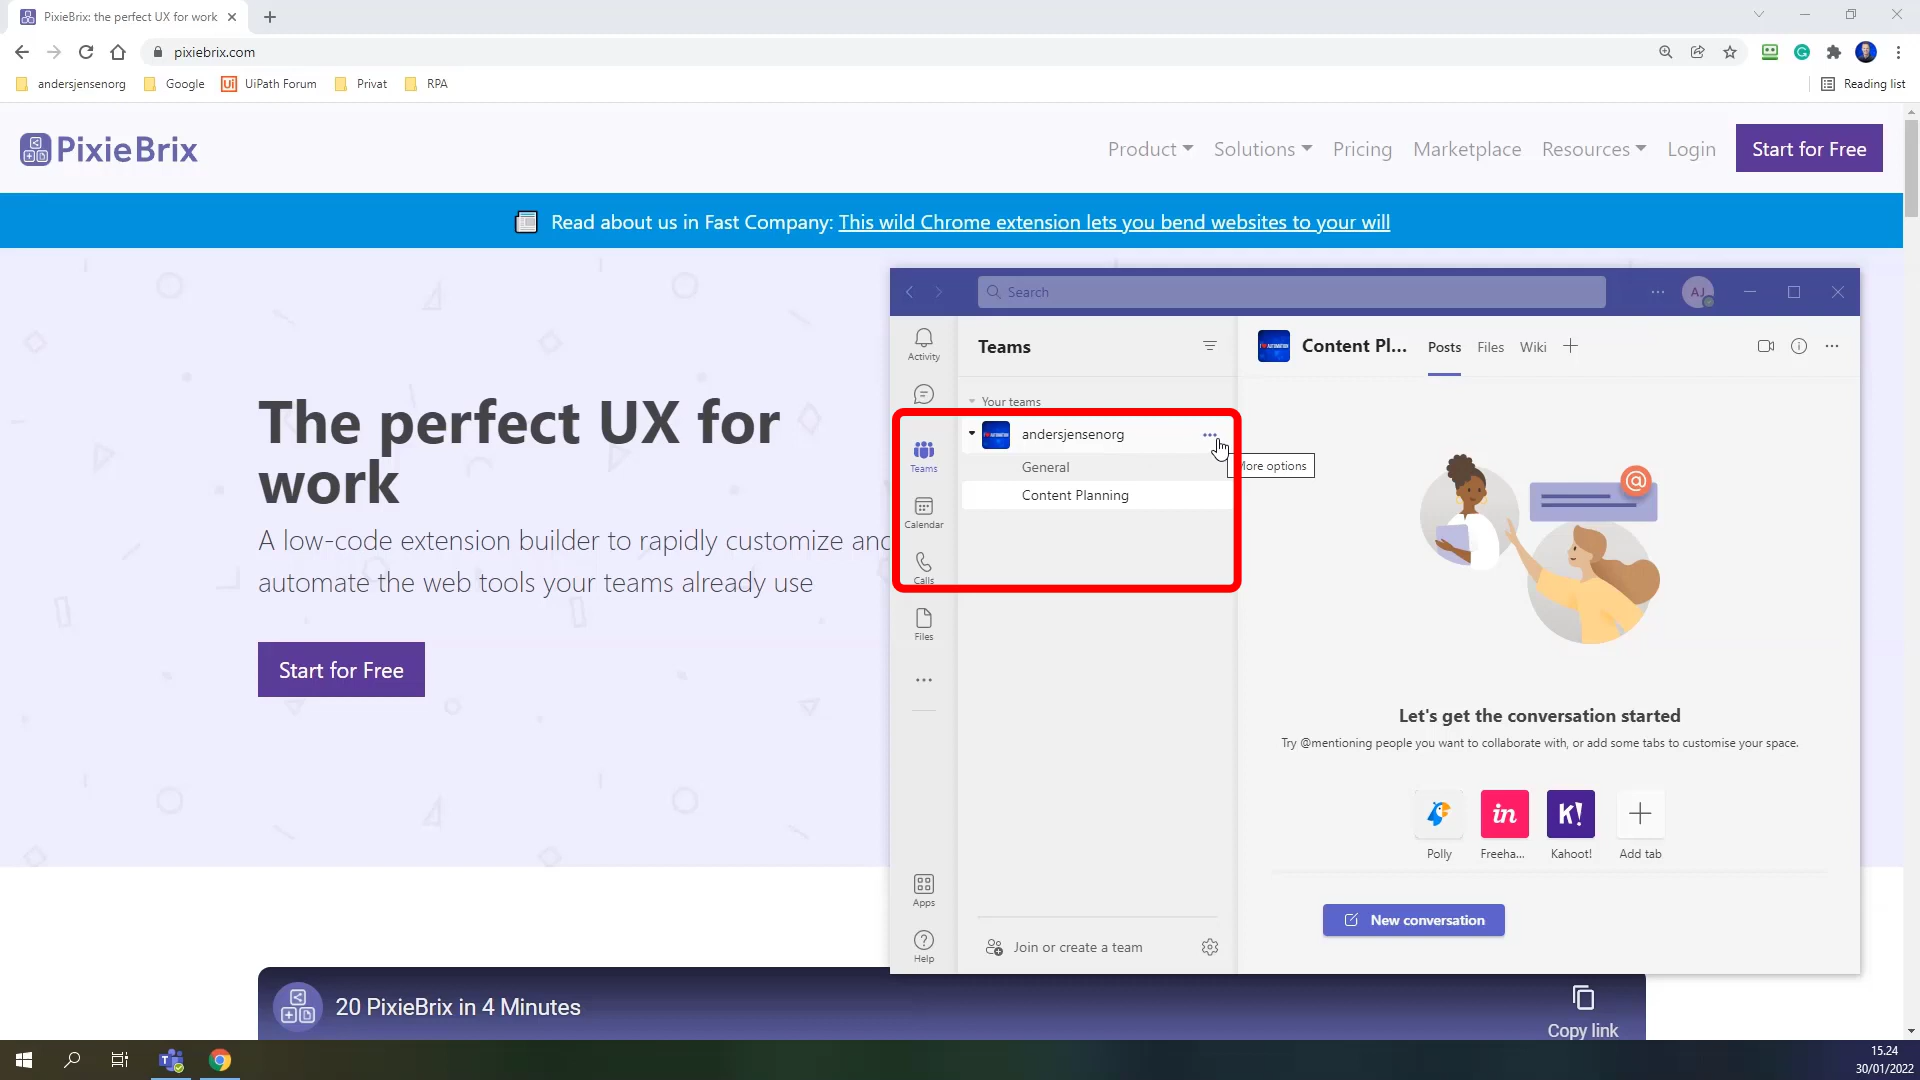 PixieBrix: the perfect UX for work
pixiebrix.com
andersjensenorg
Google
Ui
UiPath Forum
Privat
RPA
Reading list
PixieBrix
Product
Solutions
Pricing
Marketplace
Resources
Login
Start for Free
Read about us in Fast Company: This wild Chrome extension lets you bend websites to your will
The perfect UX for
work
A low-code extension builder to rapidly customize and
automate the web tools your teams already use
Start for Free
Search
AJ
Activity
Teams
Calendar
Calls
Files
Apps
Help
Teams
Your teams
andersjensenorg
General
Content Planning
More options
Join or create a team
Content Pl...
Posts
Files
Wiki
@
Let's get the conversation started
Try @mentioning people you want to collaborate with, or add some tabs to customise your space.
in
K!
Polly
Freeha...
Kahoot!
Add tab
New conversation
20 PixieBrix in 4 Minutes
Copy link
15.24
30/01/2022